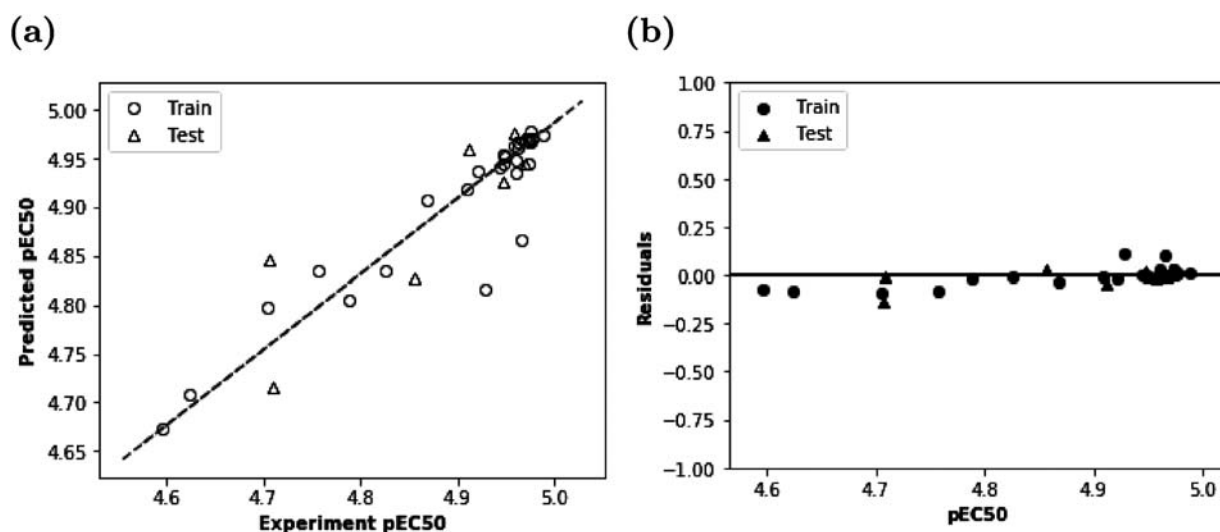 (a)
Predicted pEC50
5.00
4.95
4.90
4.85
4.80
4.75
4.70
4.65
Train
Test
4.6 4.7 4.8 4.9 5.0
Experiment pEC50
(b)
Residuals
1.00
0.75
0.50
0.25
0.00
−0.25
−0.50
−0.75
−1.00
Train
Test
4.6 4.7 4.8 4.9 5.0
pEC50